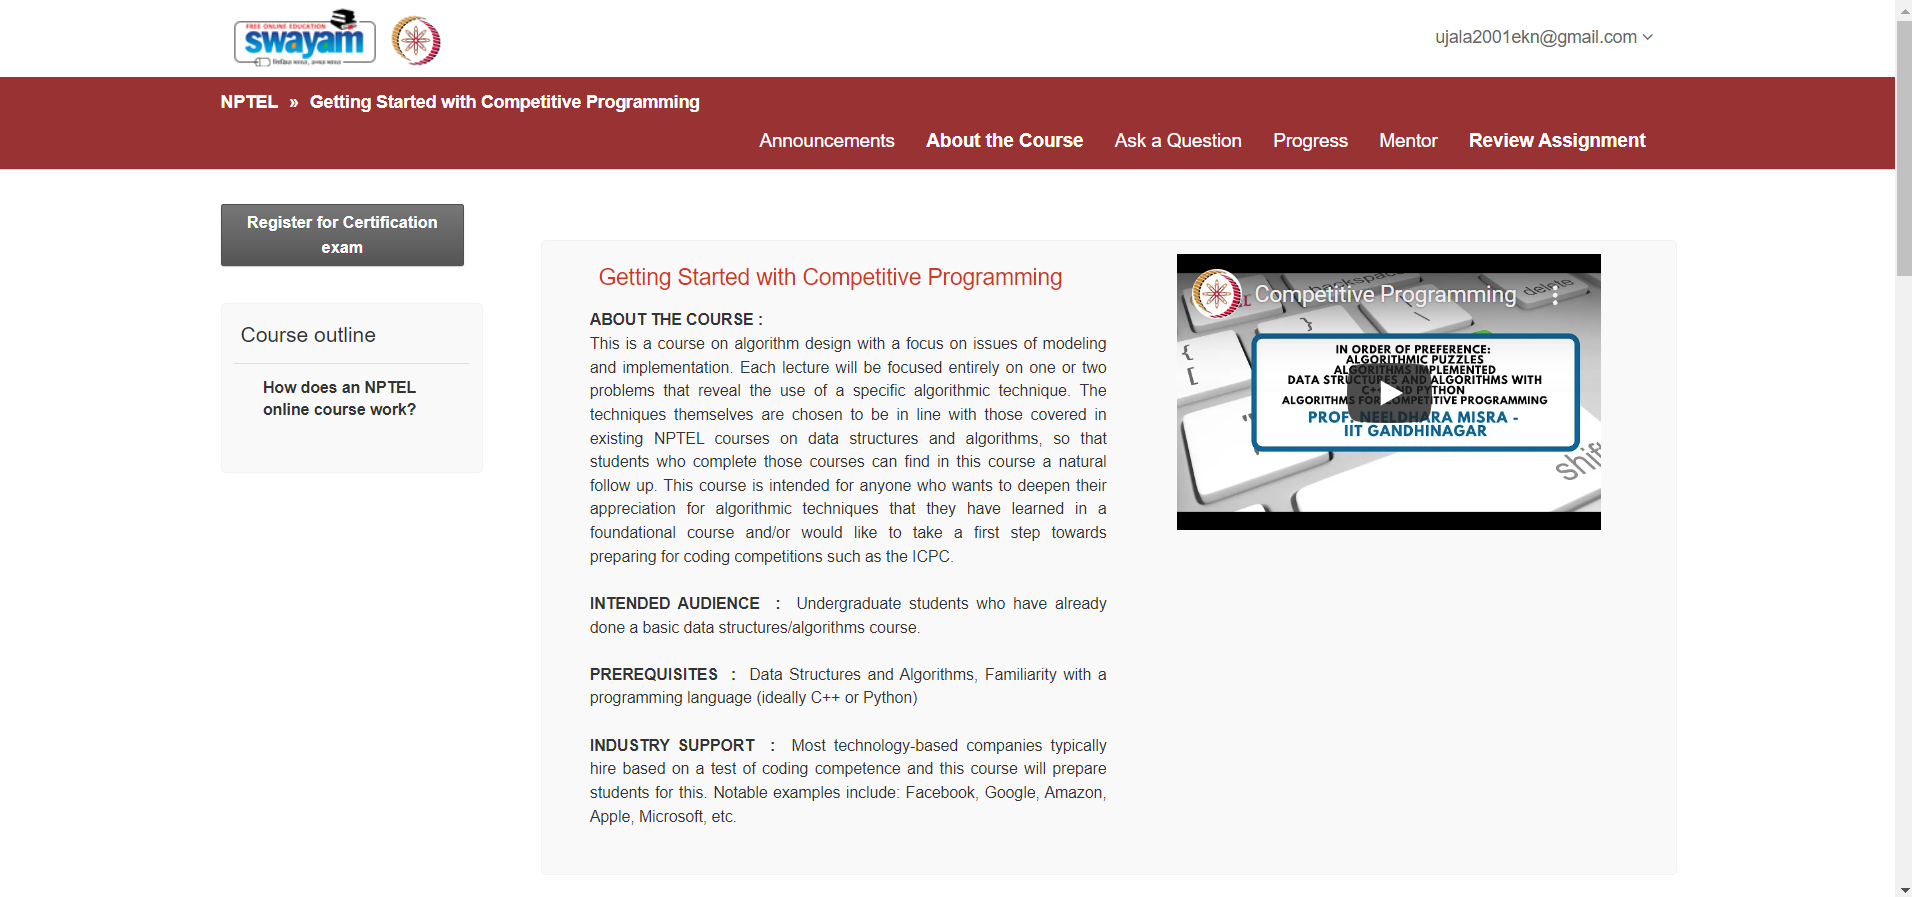 FREE ONLINE EDUCATION
swayam
ujala2001ekn@gmail.com
NPTEL » Getting Started with Competitive Programming
Announcements About the Course Ask a Question Progress Mentor Review Assignment
Register for Certification
exam
Course outline
How does an NPTEL
online course work?
Getting Started with Competitive Programming
ABOUT THE COURSE :
This is a course on algorithm design with a focus on issues of modeling
and implementation. Each lecture will be focused entirely on one or two
problems that reveal the use of a specific algorithmic technique. The
techniques themselves are chosen to be in line with those covered in
existing NPTEL courses on data structures and algorithms, so that
students who complete those courses can find in this course a natural
follow up. This course is intended for anyone who wants to deepen their
appreciation for algorithmic techniques that they have learned in a
foundational course and/or would like to take a first step towards
preparing for coding competitions such as the ICPC.
INTENDED AUDIENCE : Undergraduate students who have already
done a basic data structures/algorithms course.
PREREQUISITES : Data Structures and Algorithms, Familiarity with a
programming language (ideally C++ or Python)
INDUSTRY SUPPORT : Most technology-based companies typically
hire based on a test of coding competence and this course will prepare
students for this. Notable examples include: Facebook, Google, Amazon,
Apple, Microsoft, etc.
Competitive Programming
backspace
delete
IN ORDER OF PREFERENCE:
ALGORITHMIC PUZZLES
ALGORITHMS IMPLEMENTED
DATA STRUCTURES AND ALGORITHMS WITH
C++ AND PYTHON
ALGORITHMS FOR COMPETITIVE PROGRAMMING
PROF. NEELDHARA MISRA -
IIT GANDHINAGAR
shift